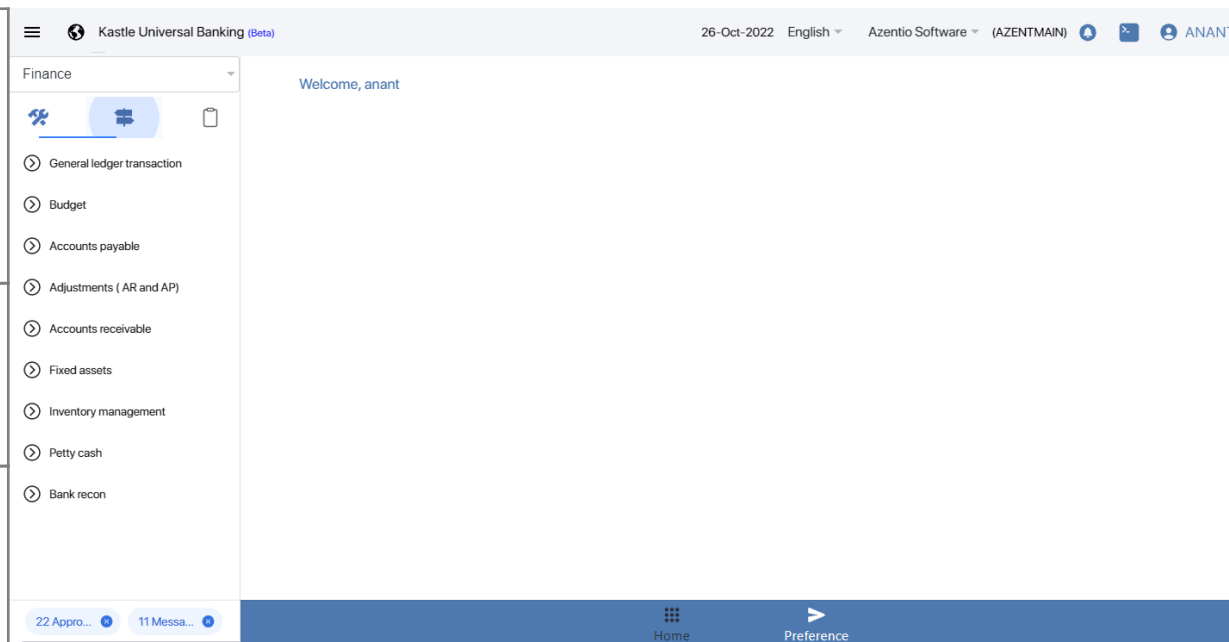 Kastle Universal Banking (Beta)
26-Oct-2022 English Azentio Software (AZENTMAIN) ANANT
Finance
Welcome, anant
General ledger transaction
Budget
Accounts payable
Adjustments ( AR and AP)
Accounts receivable
Fixed assets
Inventory management
Petty cash
Bank recon
22 Appro... 11 Messa...
Home Preference